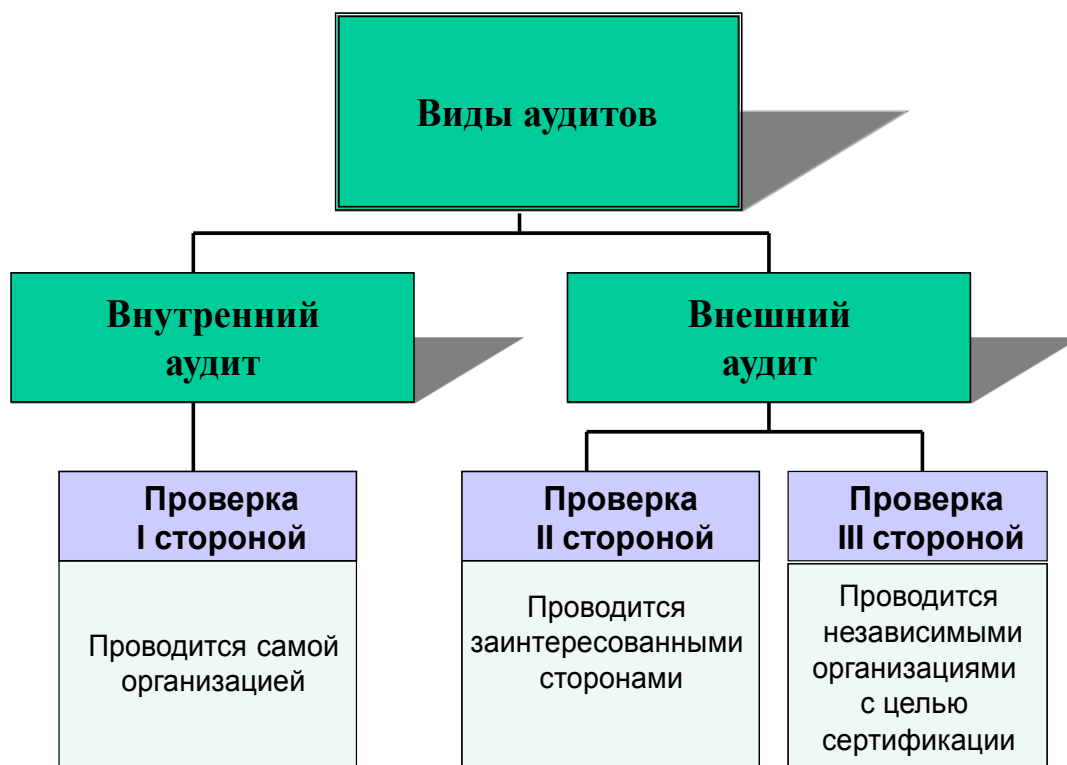 Виды аудитов
Внутренний
аудит
Внешний
аудит
Проверка
I стороной
Проводится самой
организацией
Проверка
II стороной
Проводится
заинтересованными
сторонами
Проверка
III стороной
Проводится
независимыми
организациями
с целью
сертификации